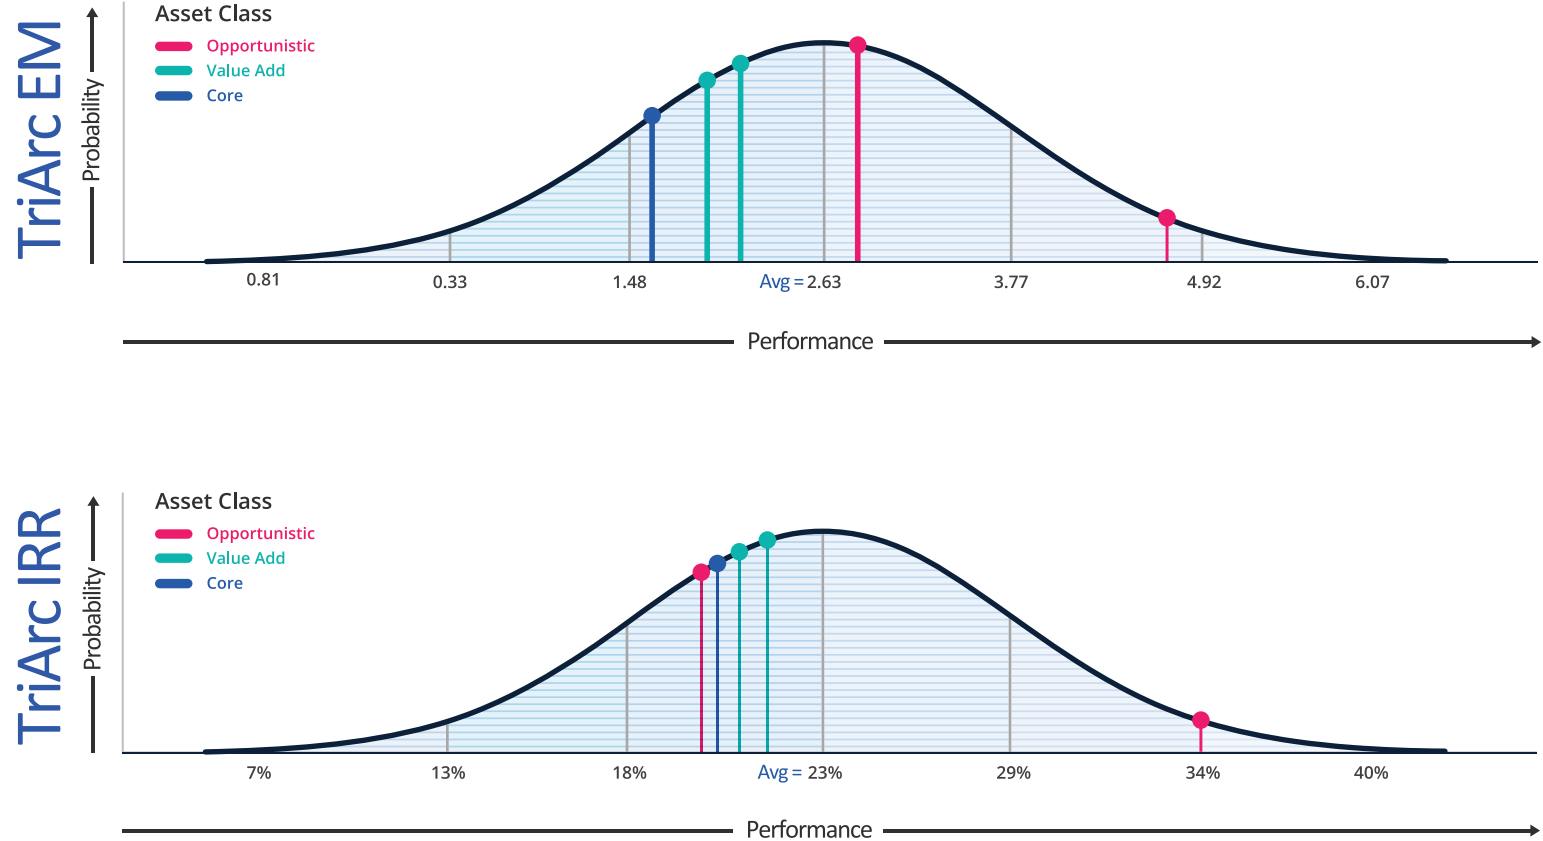 TriArc EM
Probability
Asset Class
Opportunistic
Value Add
Core
0.81 0.33 1.48 Avg = 2.63 3.77 4.92 6.07
Performance
TriArc IRR
Probability
Asset Class
Opportunistic
Value Add
Core
7% 13% 18% Avg = 23% 29% 34% 40%
Performance